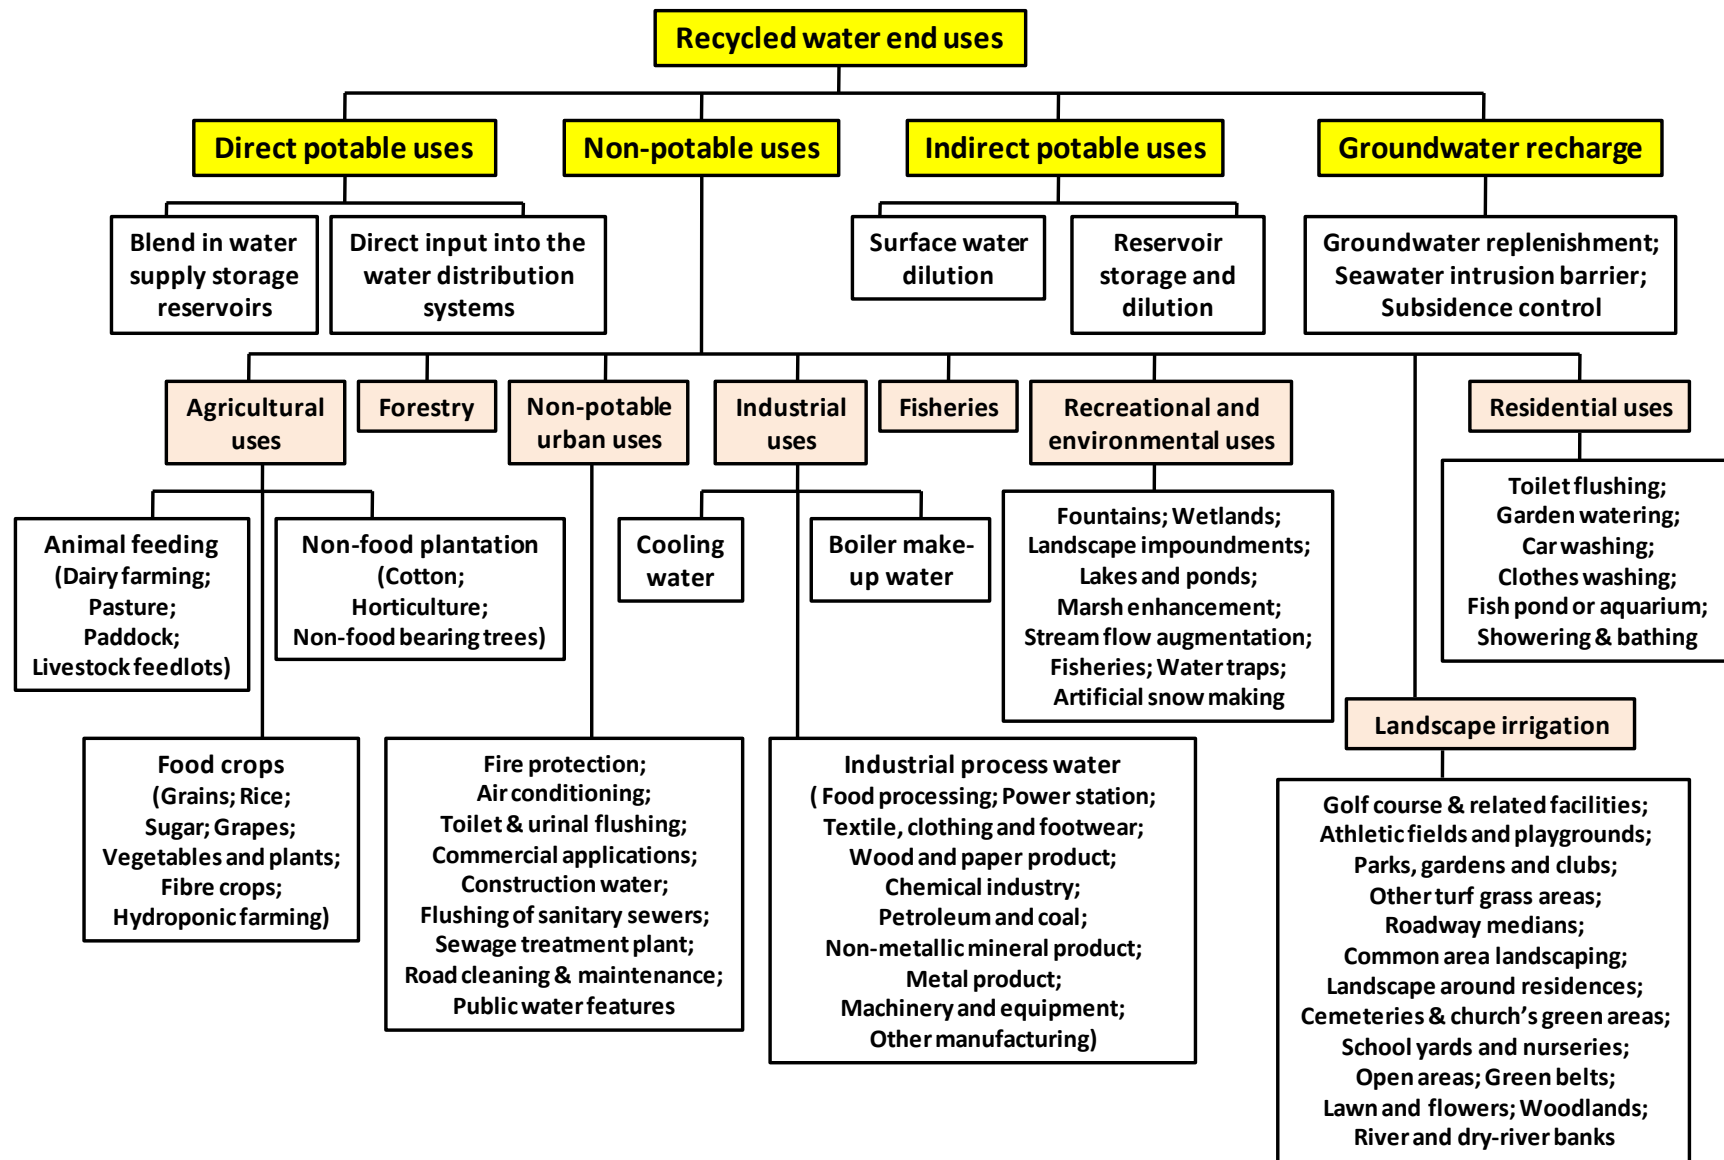 Recycled water end uses
Direct potable uses
Non-potable uses
Indirect potable uses
Groundwater recharge
Blend in water
supply storage
reservoirs
Direct input into the
water distribution
systems
Surface water
dilution
Reservoir
storage and
dilution
Groundwater replenishment;
Seawater intrusion barrier;
Subsidence control
Agricultural
uses
Forestry
Non-potable
urban uses
Industrial
uses
Fisheries
Recreational and
environmental uses
Residential uses
Animal feeding
(Dairy farming;
Pasture;
Paddock;
Livestock feedlots)
Non-food plantation
(Cotton;
Horticulture;
Non-food bearing trees)
Cooling
water
Boiler make-
up water
Fountains; Wetlands;
Landscape impoundments;
Lakes and ponds;
Marsh enhancement;
Stream flow augmentation;
Fisheries; Water traps;
Artificial snow making
Toilet flushing;
Garden watering;
Car washing;
Clothes washing;
Fish pond or aquarium;
Showering & bathing
Landscape irrigation
Food crops
(Grains; Rice;
Sugar; Grapes;
Vegetables and plants;
Fibre crops;
Hydroponic farming)
Fire protection;
Air conditioning;
Toilet & urinal flushing;
Commercial applications;
Construction water;
Flushing of sanitary sewers;
Sewage treatment plant;
Road cleaning & maintenance;
Public water features
Industrial process water
( Food processing; Power station;
Textile, clothing and footwear;
Wood and paper product;
Chemical industry;
Petroleum and coal;
Non-metallic mineral product;
Metal product;
Machinery and equipment;
Other manufacturing)
Golf course & related facilities;
Athletic fields and playgrounds;
Parks, gardens and clubs;
Other turf grass areas;
Roadway medians;
Common area landscaping;
Landscape around residences;
Cemeteries & church's green areas;
School yards and nurseries;
Open areas; Green belts;
Lawn and flowers; Woodlands;
River and dry-river banks